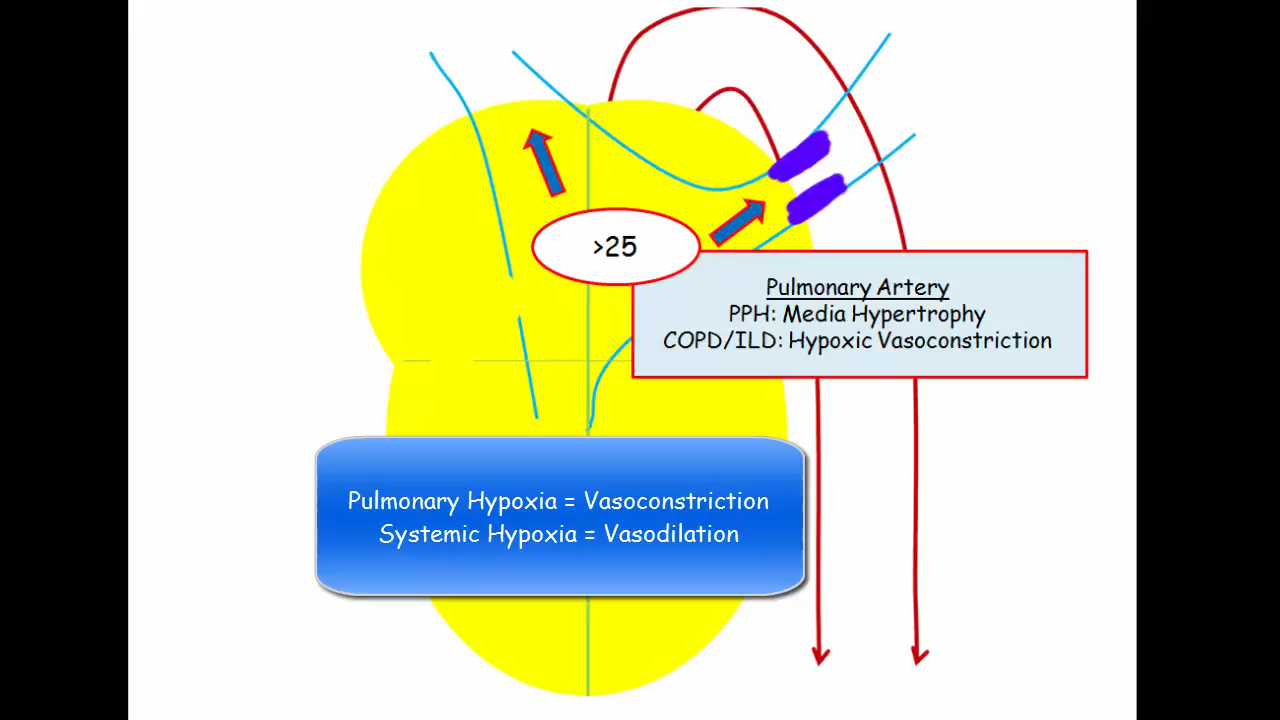 >25
Pulmonary Artery
PPH: Media Hypertrophy
COPD/ILD: Hypoxic Vasoconstriction
Pulmonary Hypoxia = Vasoconstriction
Systemic Hypoxia = Vasodilation